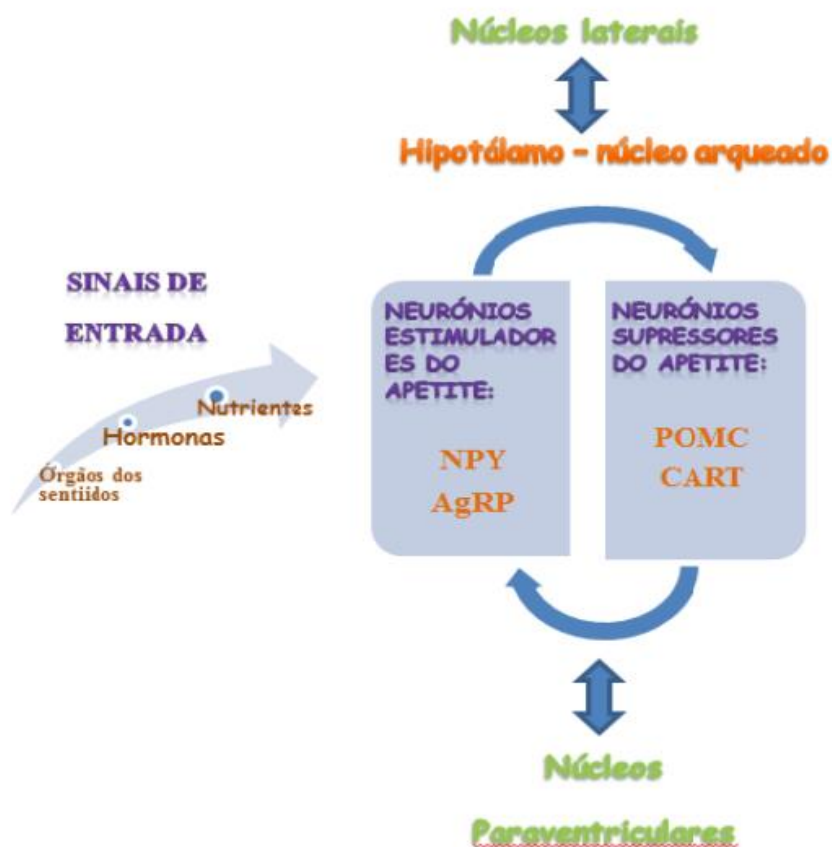 Núcleos laterais
Hipotálamo – núcleo arqueado
SINAIS DE
ENTRADA
Nutrientes
Hormonas
Órgãos dos
sentiidos
NEURÓNIOS
ESTIMULADOR
ES DO
APETITE:
NPY
AgRP
NEURÓNIOS
SUPRESSORES
DO APETITE:
POMC
CART
Núcleos
Paraventriculares